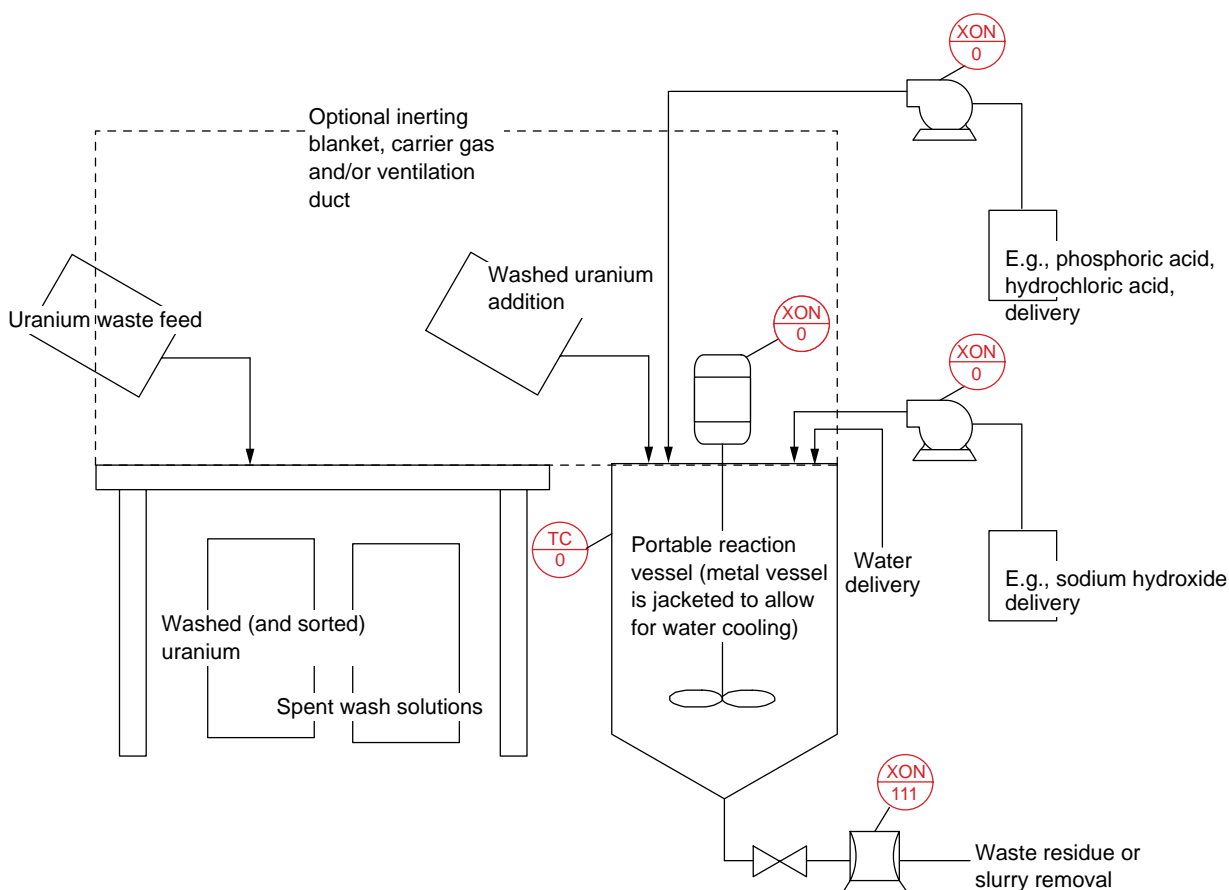 XON
0
Optional inerting
blanket, carrier gas
and/or ventilation
duct
Washed uranium
addition
E.g., phosphoric acid,
hydrochloric acid,
delivery
Uranium waste feed
XON
0
XON
0
TC
0
Portable reaction
vessel (metal vessel
is jacketed to allow
for water cooling)
Water
delivery
E.g., sodium hydroxide
delivery
Washed (and sorted)
uranium
Spent wash solutions
XON
111
Waste residue or
slurry removal